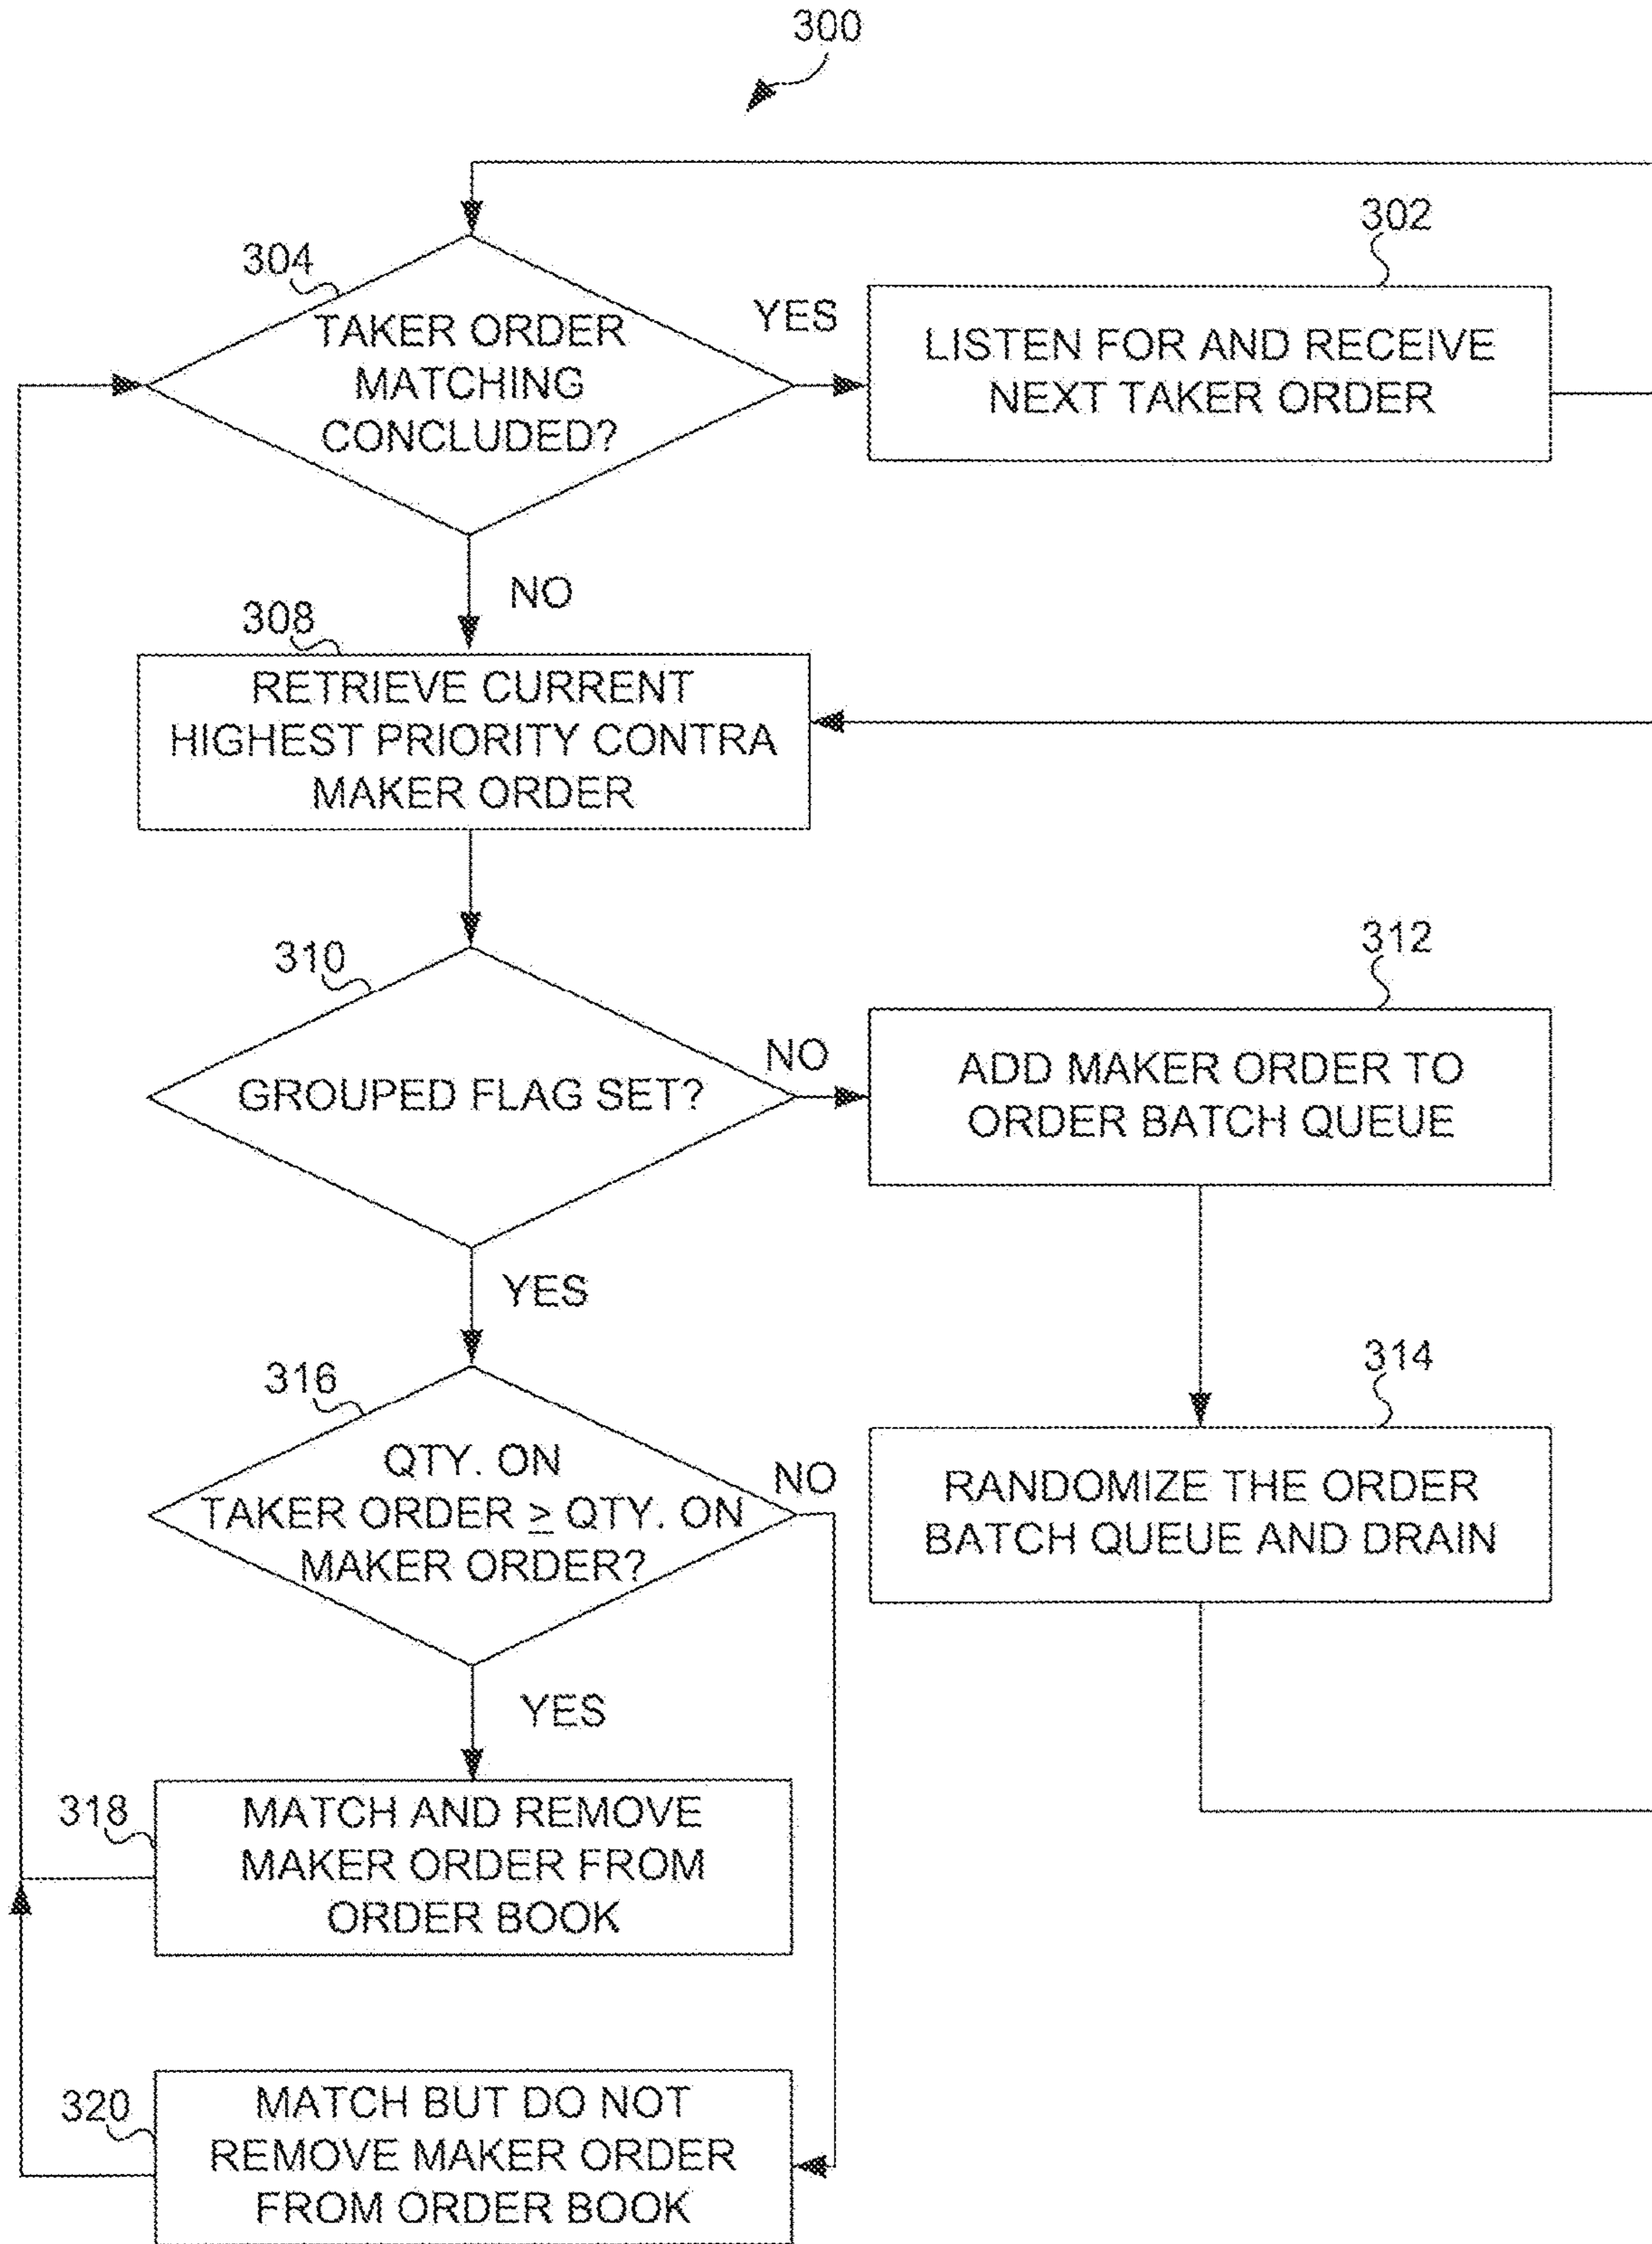 300
302
304
TAKER ORDER
MATCHING
CONCLUDED?
YES
LISTEN FOR AND RECEIVE
NEXT TAKER ORDER
NO
308
RETRIEVE CURRENT
HIGHEST PRIORITY CONTRA
MAKER ORDER
310
GROUPED FLAG SET?
NO
312
ADD MAKER ORDER TO
ORDER BATCH QUEUE
YES
316
QTY. ON
TAKER ORDER ≥ QTY. ON
MAKER ORDER?
NO
314
RANDOMIZE THE ORDER
BATCH QUEUE AND DRAIN
YES
318
MATCH AND REMOVE
MAKER ORDER FROM
ORDER BOOK
320
MATCH BUT DO NOT
REMOVE MAKER ORDER
FROM ORDER BOOK